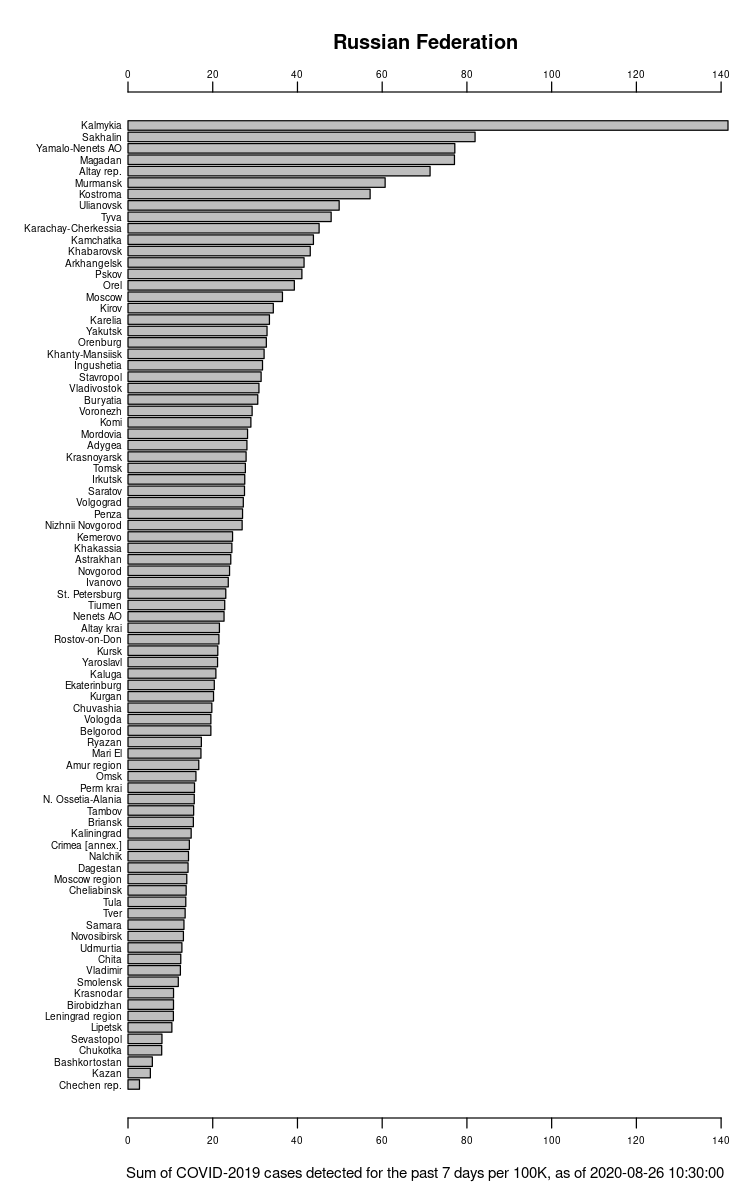 Russian Federation
0 20 40 60 80 100 120 140
Kalmykia
Sakhalin
Yamalo-Nenets AO
Magadan
Altay rep.
Murmansk
Kostroma
Ulianovsk
Tyva
Karachay-Cherkessia
Kamchatka
Khabarovsk
Arkhangelsk
Pskov
Orel
Moscow
Kirov
Karelia
Yakutsk
Orenburg
Khanty-Mansiisk
Ingushetia
Stavropol
Vladivostok
Buryatia
Voronezh
Komi
Mordovia
Adygea
Krasnoyarsk
Tomsk
Irkutsk
Saratov
Volgograd
Penza
Nizhnii Novgorod
Kemerovo
Khakassia
Astrakhan
Novgorod
Ivanovo
St. Petersburg
Tiumen
Nenets AO
Altay krai
Rostov-on-Don
Kursk
Yaroslavl
Kaluga
Ekaterinburg
Kurgan
Chuvashia
Vologda
Belgorod
Ryazan
Mari El
Amur region
Omsk
Perm krai
N. Ossetia-Alania
Tambov
Briansk
Kaliningrad
Crimea [annex.]
Nalchik
Dagestan
Moscow region
Cheliabinsk
Tula
Tver
Samara
Novosibirsk
Udmurtia
Chita
Vladimir
Smolensk
Krasnodar
Birobidzhan
Leningrad region
Lipetsk
Sevastopol
Chukotka
Bashkortostan
Kazan
Chechen rep.
0 20 40 60 80 100 120 140
Sum of COVID-2019 cases detected for the past 7 days per 100K, as of 2020-08-26 10:30:00